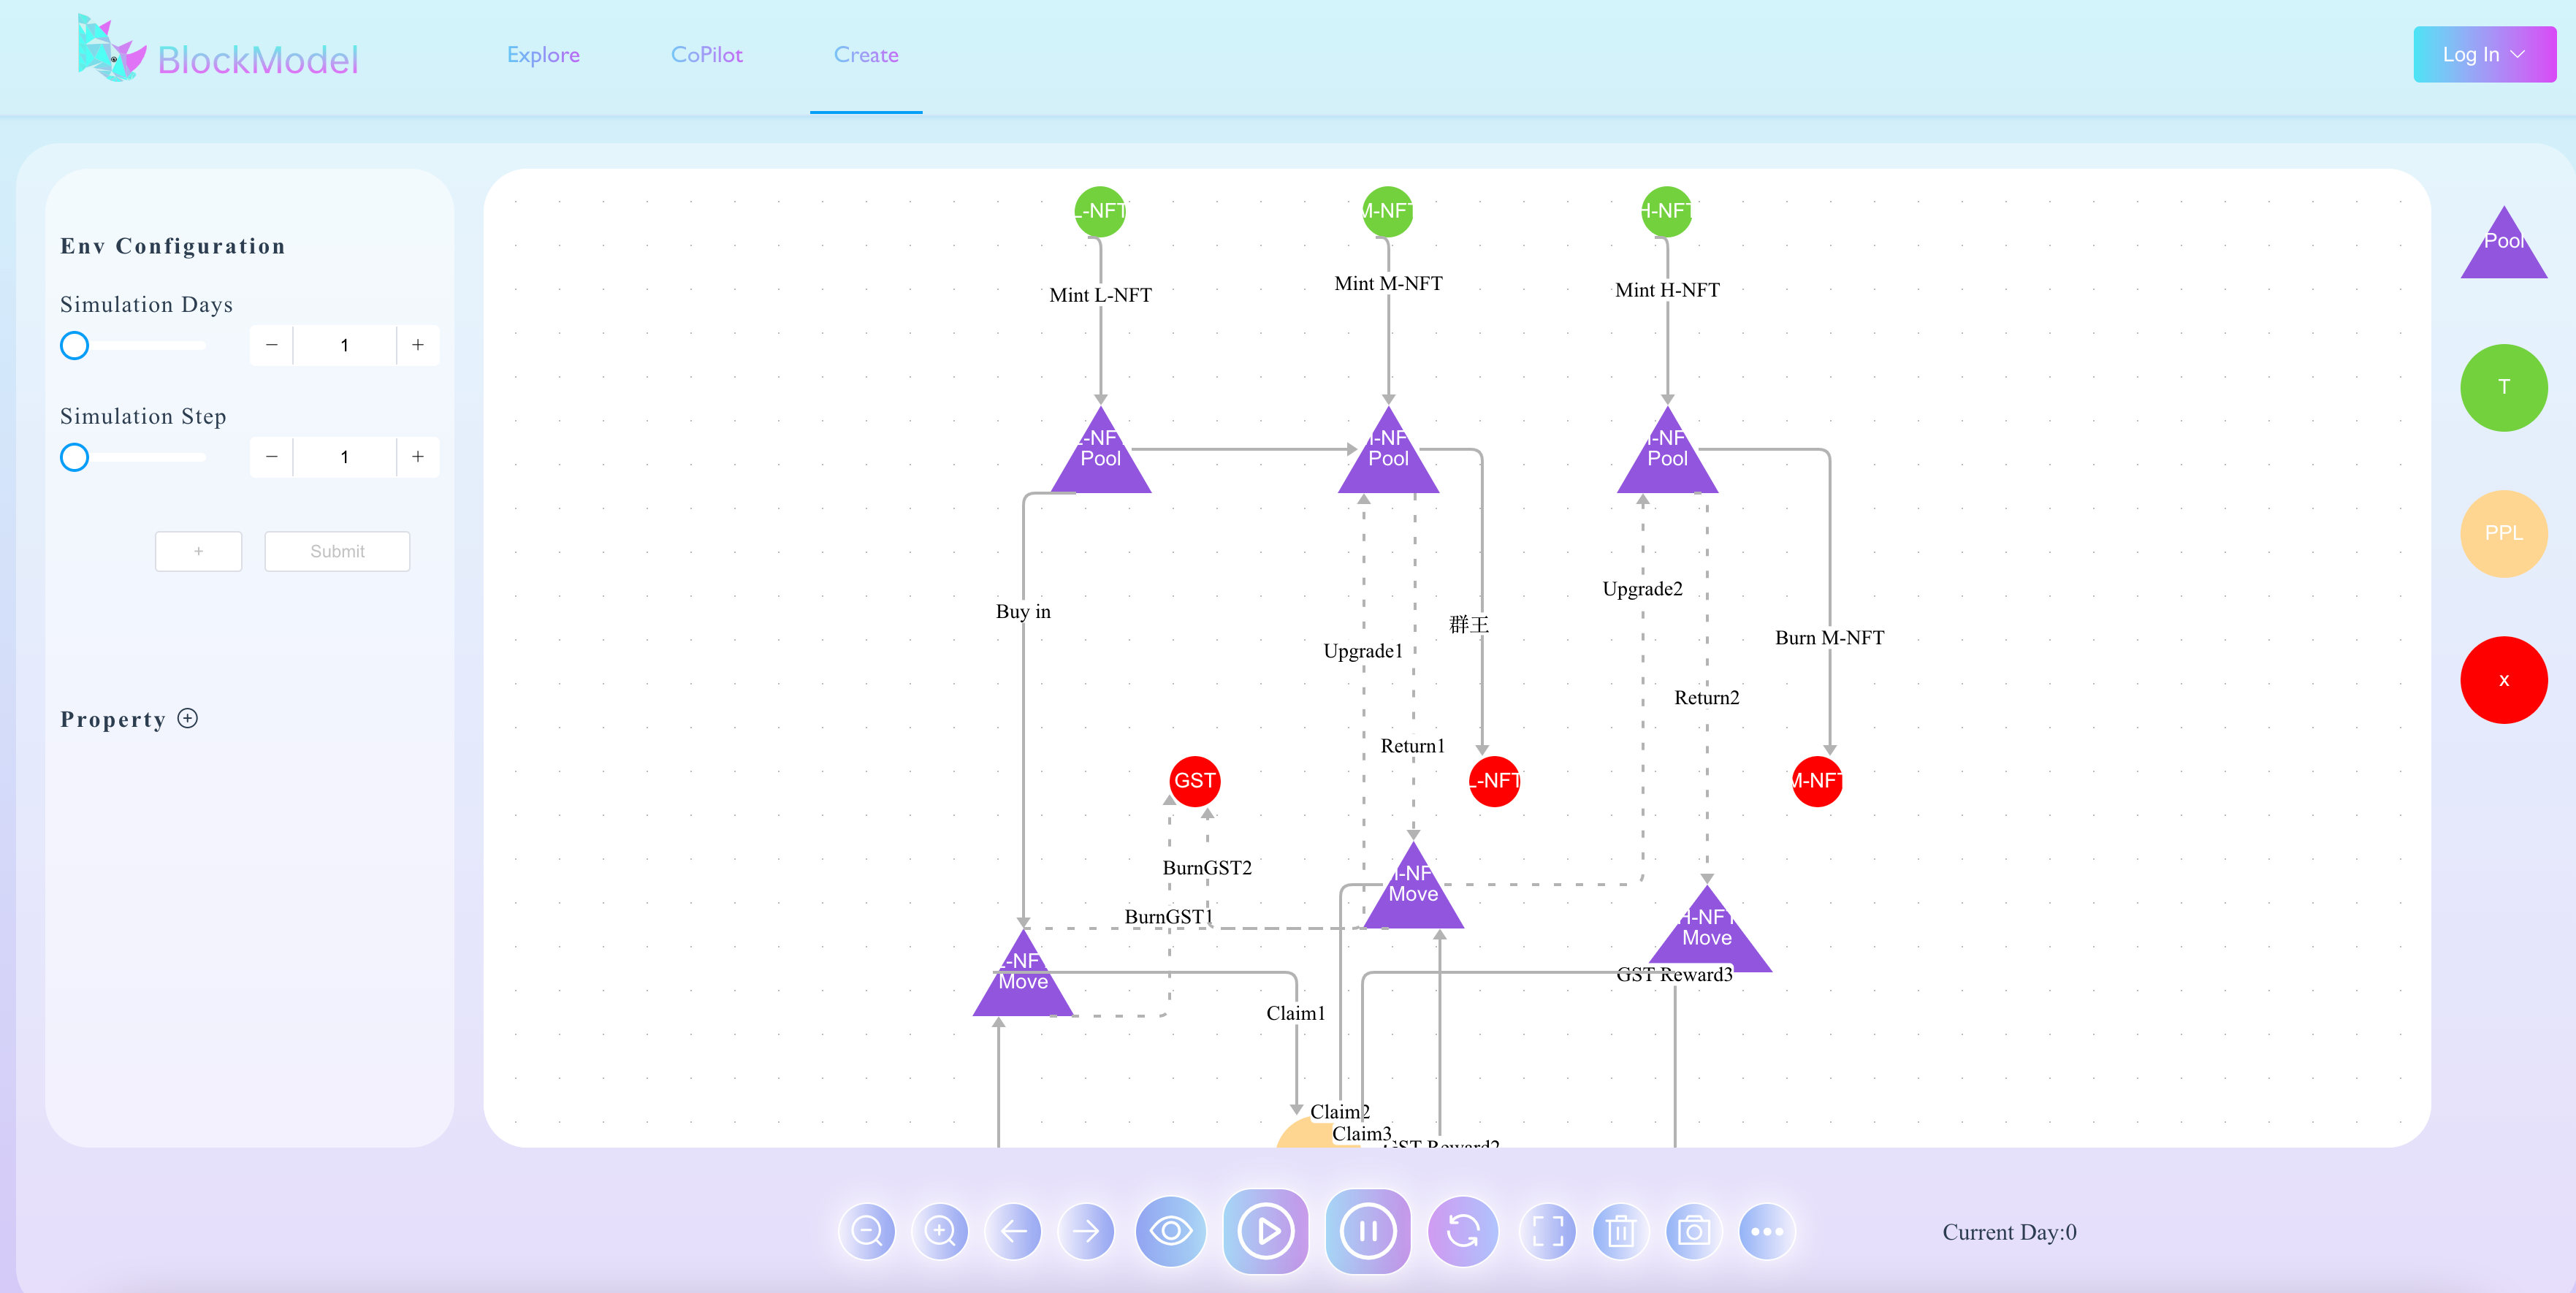 BlockModel
Explore
CoPilot
Create
Log In
Env Configuration
Simulation Days
1
Simulation Step
1
+
Submit
Property
L-NFT
M-NFT
H-NFT
Mint L-NFT
Mint M-NFT
Mint H-NFT
L-NF
Pool
I-NF
Pool
I-NF
Pool
Buy in
Upgrade1
群王
Upgrade2
Burn M-NFT
Return2
Return1
GST
L-NFT
M-NFT
BurnGST2
BurnGST1
I-NF
Move
H-NFT
Move
L-NF
Move
GST Reward3
Claim1
Claim2
Claim3
GST Reward2
Pool
T
PPL
x
Current Day:0